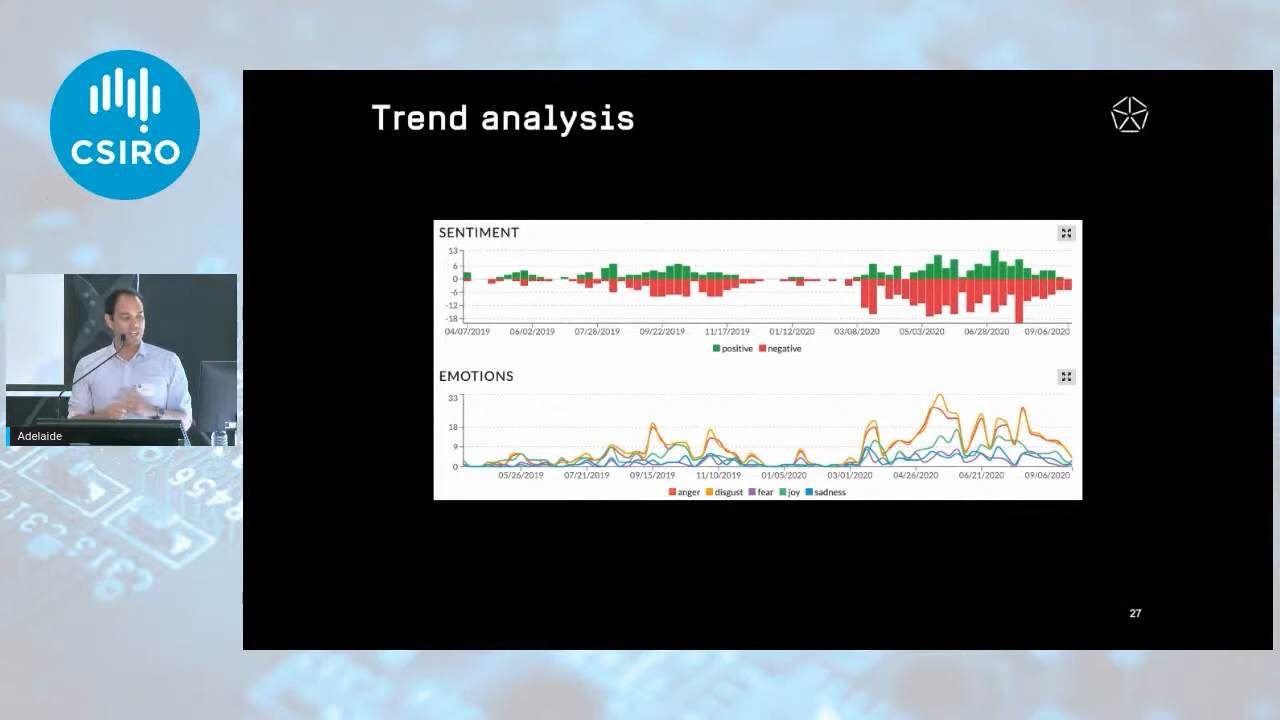 CSIRO
Trend analysis
SENTIMENT
13
6
0
-6
-12
-18
04/07/2019 06/02/2019 07/28/2019 09/22/2019 11/17/2019 01/12/2020 03/08/2020 05/03/2020 06/28/2020 09/06/2020
positive negative
EMOTIONS
33
18
9
0
05/26/2019 07/21/2019 09/15/2019 11/10/2019 01/05/2020 03/01/2020 04/26/2020 06/21/2020 09/06/2020
anger disgust fear joy sadness
Adelaide
27